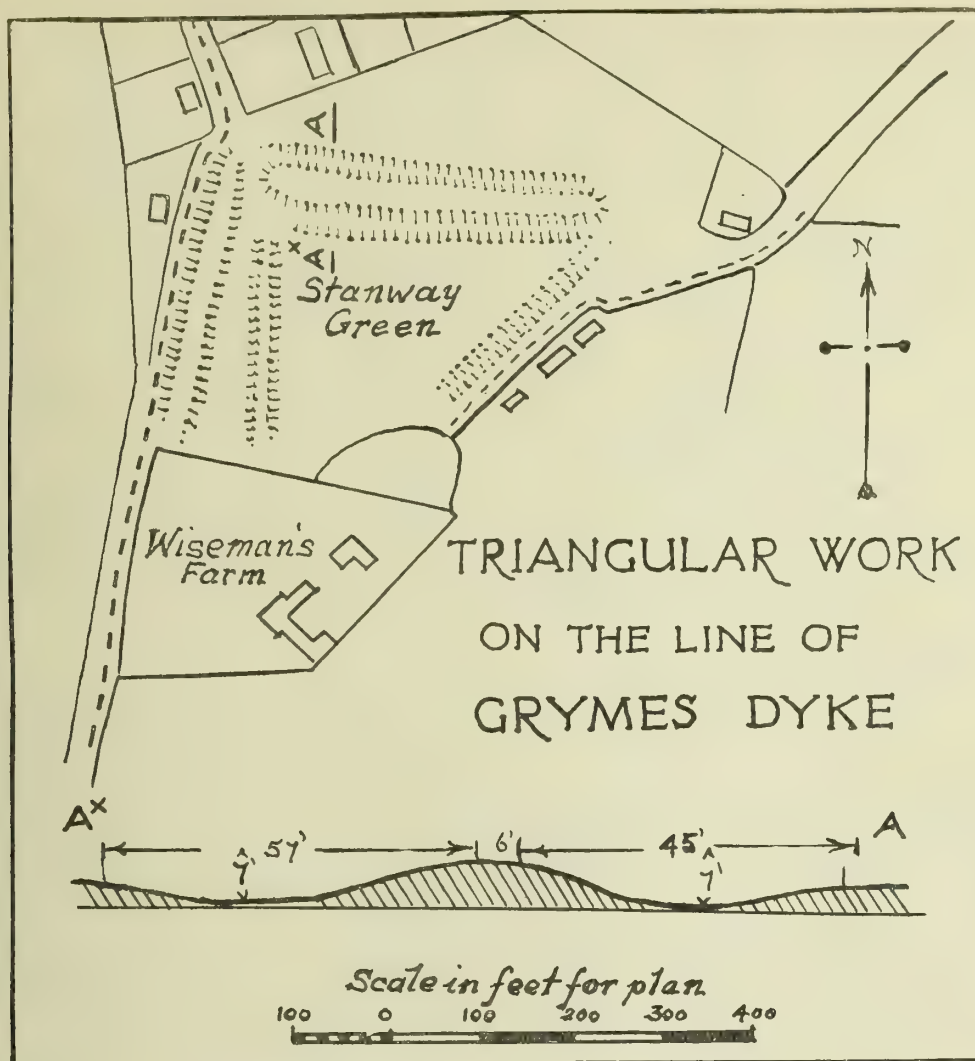 A
A
Stanway
Green
N
Wiseman's
Farm
TRIANGULAR WORK
ON THE LINE OF
GRYMES DYKE
A×
A
57'
6'
45'
7'
7'
Scale in feet for plan
100 0 100 200 300 400